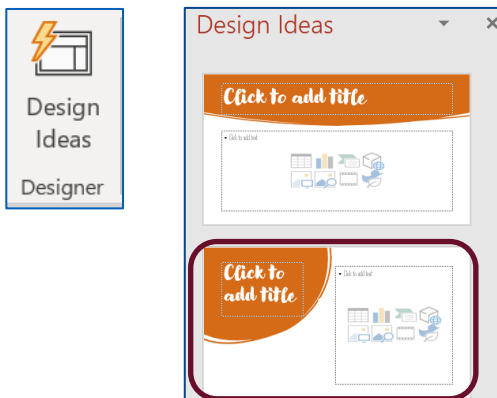 Design
Ideas
Designer
Design Ideas
Click to add title
• Click to add text
Click to
add title
• Click to add text